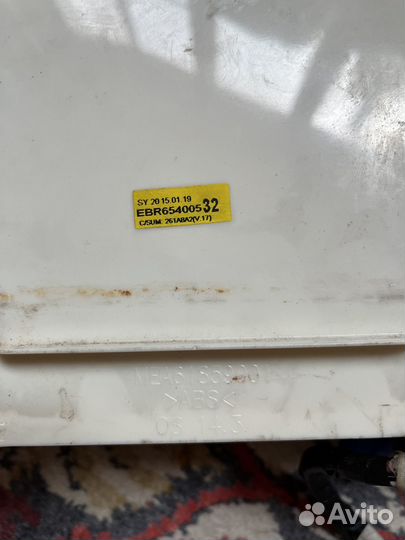 SY 2015.01.19
EBR65400532
C/SUM: 261A8A2(V.17)
>ABS<
Avito